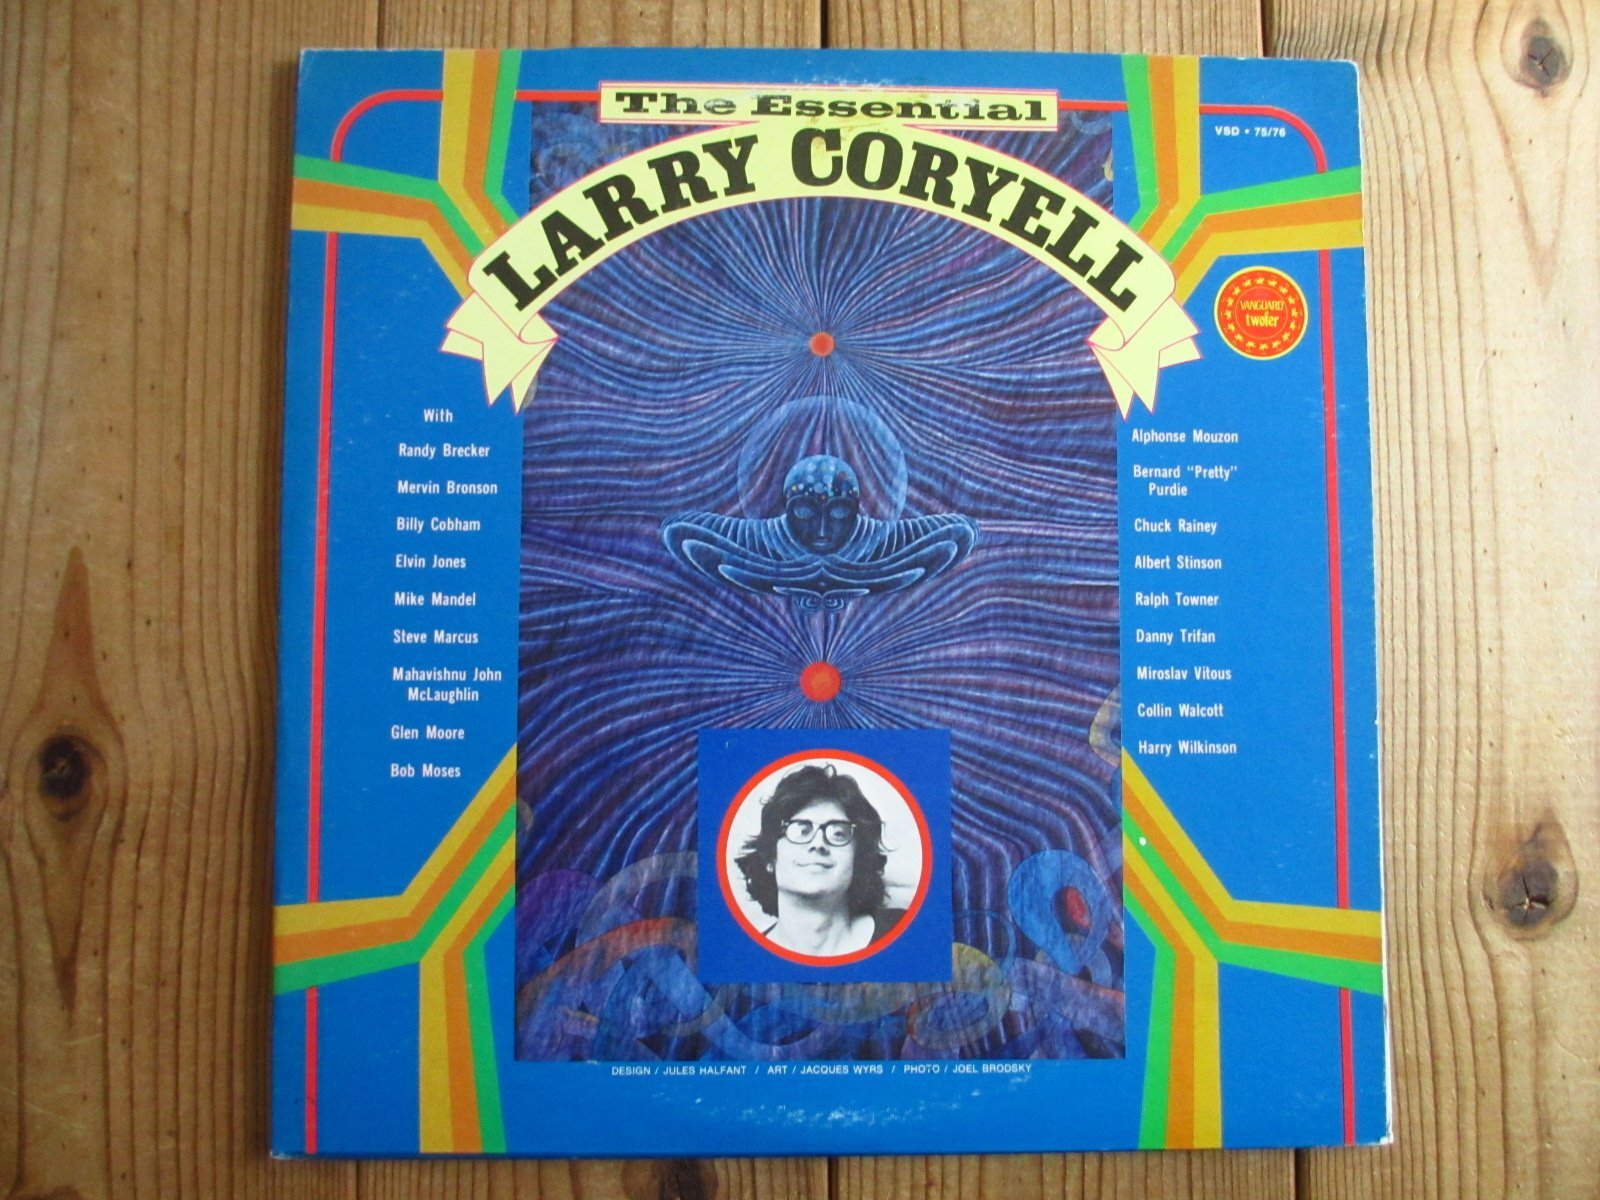 The Essential
LARRY CORYELL
VSD • 75/76
VANGUARD
twofer
With
Randy Brecker
Mervin Bronson
Billy Cobham
Elvin Jones
Mike Mandel
Steve Marcus
Mahavishnu John
McLaughlin
Glen Moore
Bob Moses
Alphonse Mouzon
Bernard "Pretty"
Purdie
Chuck Rainey
Albert Stinson
Ralph Towner
Danny Trifan
Miroslav Vitous
Collin Walcott
Harry Wilkinson
DESIGN / JULES HALFANT / ART / JACQUES WYRS / PHOTO / JOEL BRODSKY